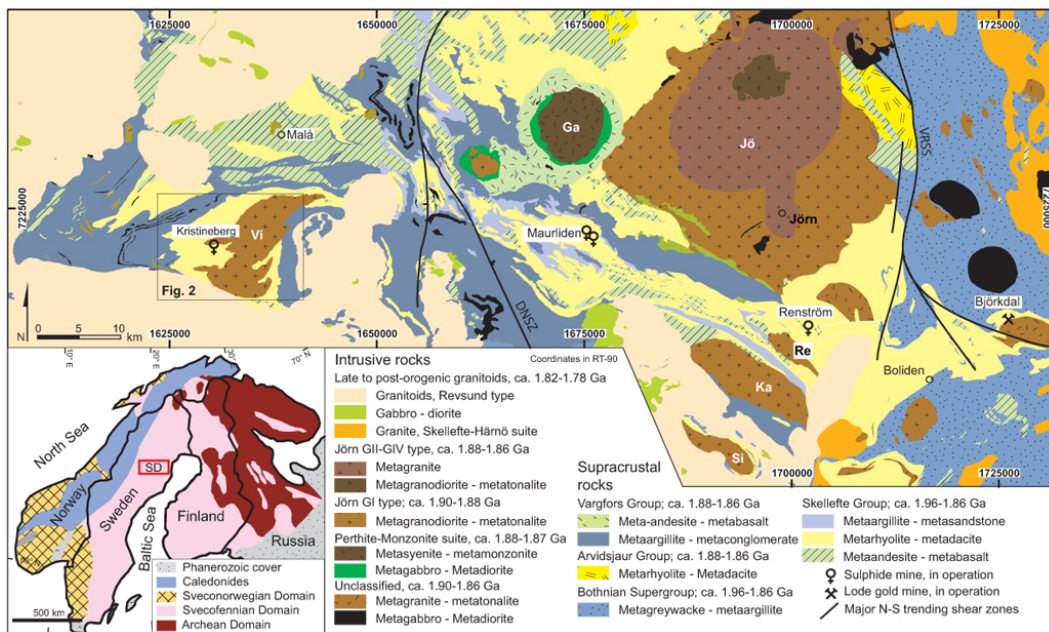 1625000
1650000
1675000
1700000
1725000
Malå
Ga
Jö
VRSS
7225000
7225000
Kristineberg
Vi
Maurliden
Jörn
Fig. 2
Björkdal
N
0 5 10
km
DNSZ
Renström
Re
1625000
1650000
1675000
Boliden
Ka
Sl
1700000
1725000
10° E
20° E
30° E
70° N
North Sea
Norway
Sweden
SD
Baltic Sea
Finland
Russia
500 km
Phanerozoic cover
Caledonides
Sveconorwegian Domain
Svecofennian Domain
Archean Domain
Intrusive rocks
Coordinates in RT-90
Late to post-orogenic granitoids, ca. 1.82-1.78 Ga
Granitoids, Revsund type
Gabbro - diorite
Granite, Skellefte-Härnö suite
Jörn GII-GIV type, ca. 1.88-1.86 Ga
Metagranite
Metagranodiorite - metatonalite
Jörn GI type; ca. 1.90-1.88 Ga
Metagranodiorite - metatonalite
Perthite-Monzonite suite, ca. 1.88-1.87 Ga
Metasyenite - metamonzonite
Metagabbro - Metadiorite
Unclassified, ca. 1.90-1.86 Ga
Metagranite - metatonalite
Metagabbro - Metadiorite
Supracrustal
rocks
Vargfors Group; ca. 1.88-1.86 Ga
Meta-andesite - metabasalt
Metaargillite - metaconglomerate
Arvidsjaur Group; ca. 1.88-1.86 Ga
Metarhyolite - Metadacite
Bothnian Supergroup; ca. 1.96-1.86 Ga
Metagreywacke - metaargillite
Skellefte Group; ca. 1.96-1.86 Ga
Metaargillite - metasandstone
Metarhyolite - metadacite
Metaandesite - metabasalt
Sulphide mine, in operation
Lode gold mine, in operation
Major N-S trending shear zones